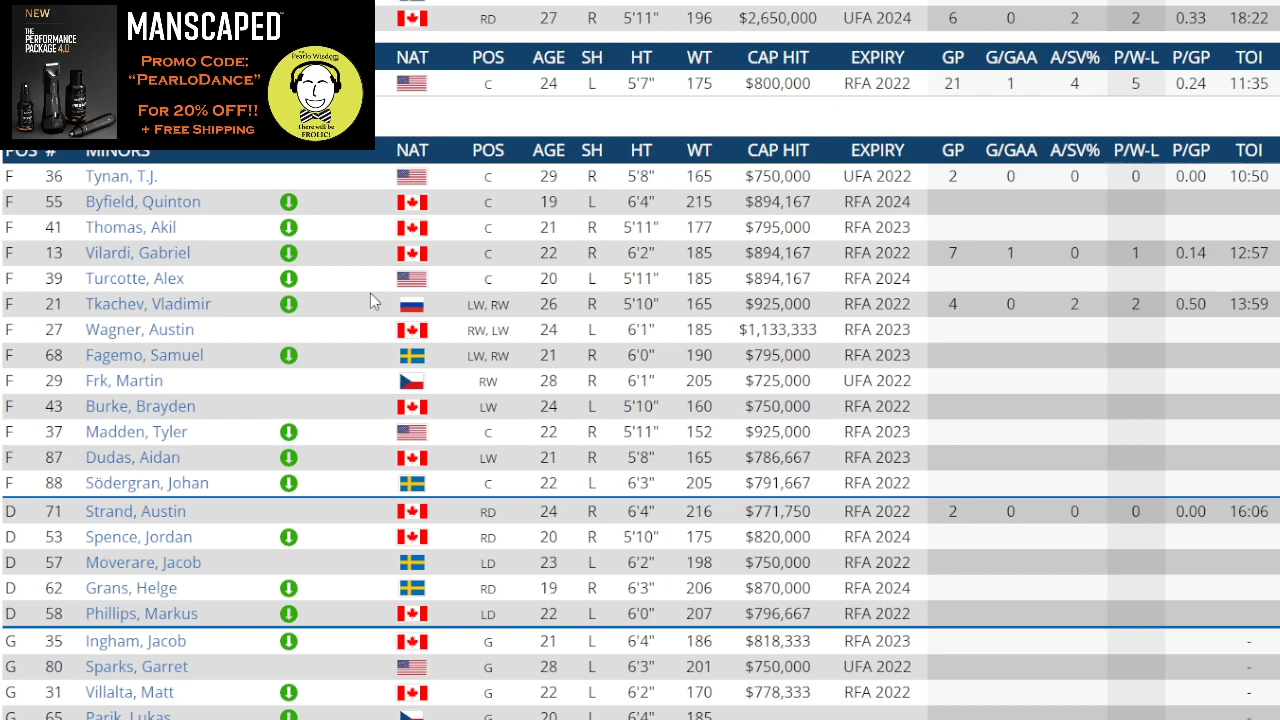 NEW
THE PERFORMANCE PACKAGE 4.0
MANSCAPED
PROMO CODE:
"PEARLODANCE"
FOR 20% OFF!!
+ FREE SHIPPING
Pearlo Wisdom
There will be FROLIC!
RD 27 R 5'11" 196 $2,650,000 UFA 2024 6 0 2 2 0.33 18:22
NAT POS AGE SH HT WT CAP HIT EXPIRY GP G/GAA A/SV% P/W-L P/GP TOI
C 24 L 5'7" 175 $800,000 RFA 2022 21 1 4 5 0.24 11:35
POS # MINORS NAT POS AGE SH HT WT CAP HIT EXPIRY GP G/GAA A/SV% P/W-L P/GP TOI
F 36 Tynan, T.J. C 29 R 5'8" 165 $750,000 RFA 2022 2 0 0 0 0.00 10:50
F 55 Byfield, Quinton C 19 L 6'4" 215 $894,167 RFA 2024
F 41 Thomas, Akil C 21 R 5'11" 177 $795,000 RFA 2023
F 13 Vilardi, Gabriel C 22 R 6'2" 185 $894,167 RFA 2022 7 1 0 1 0.14 12:57
F 39 Turcotte, Alex C 20 L 5'11" 185 $894,167 RFA 2024
F 21 Tkachev, Vladimir LW, RW 26 R 5'10" 165 $925,000 RFA 2022 4 0 2 2 0.50 13:59
F 27 Wagner, Austin RW, LW 24 L 6'1" 185 $1,133,333 RFA 2023
F 68 Fagemo, Samuel LW, RW 21 R 6'0" 190 $795,000 RFA 2023
F 29 Frk, Martin RW 28 R 6'1" 205 $725,000 UFA 2022
F 43 Burke, Brayden LW 24 L 5'10" 160 $750,000 RFA 2022
F 37 Madden, Tyler C 22 R 5'11" 152 $925,000 RFA 2023
F 87 Dudas, Aidan LW 21 R 5'8" 165 $786,667 RFA 2023
F 88 Södergran, Johan C 22 L 6'3" 205 $791,667 RFA 2022
D 71 Strand, Austin RD 24 R 6'4" 216 $771,750 RFA 2022 2 0 0 0 0.00 16:06
D 53 Spence, Jordan RD 20 R 5'10" 175 $820,000 RFA 2023
D 57 Moverare, Jacob LD 23 L 6'2" 198 $750,000 RFA 2022
D 62 Grans, Helge RD 19 R 6'3" 206 $870,000 RFA 2024
D 58 Phillips, Markus LD 22 L 6'0" 207 $796,667 RFA 2022
G 35 Ingham, Jacob G 21 L 6'4" 186 $818,333 RFA 2023 -
G 80 Sparks, Garret G 28 L 6'3" 201 $750,000 UFA 2022 -
G 31 Villalta, Matt G 22 L 6'2" 170 $778,333 RFA 2022 -
G 65 Parik, Lukas G 20 L 6'4" 185